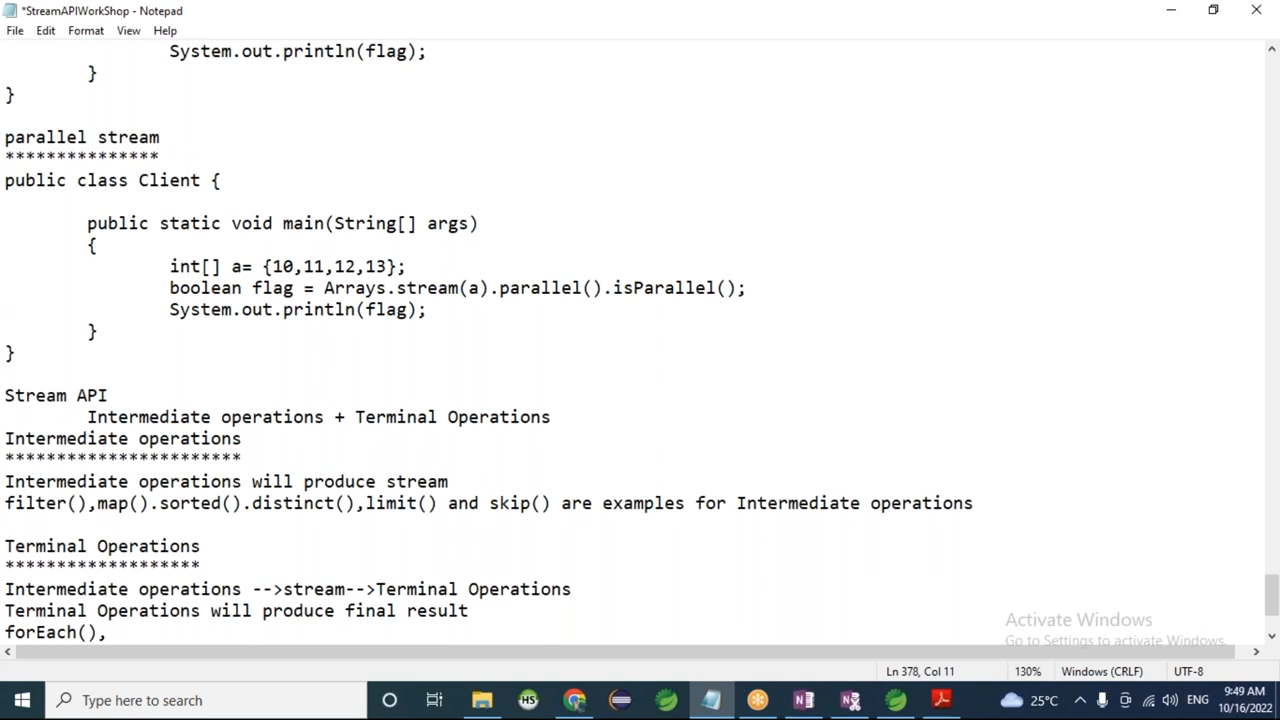 *StreamAPIWorkShop - Notepad
File Edit Format View Help
System.out.println(flag);
}
}
parallel stream
***************
public class Client {
public static void main(String[] args)
{
int[] a= {10,11,12,13};
boolean flag = Arrays.stream(a).parallel().isParallel();
System.out.println(flag);
}
}
Stream API
Intermediate operations + Terminal Operations
Intermediate operations
***********************
Intermediate operations will produce stream
filter(),map().sorted().distinct(),limit() and skip() are examples for Intermediate operations
Terminal Operations
*******************
Intermediate operations -->stream-->Terminal Operations
Terminal Operations will produce final result
forEach(),
Activate Windows
Go to Settings to activate Windows.
Ln 378, Col 11 130% Windows (CRLF) UTF-8
Type here to search
HS
25°C
ENG
9:49 AM
10/16/2022